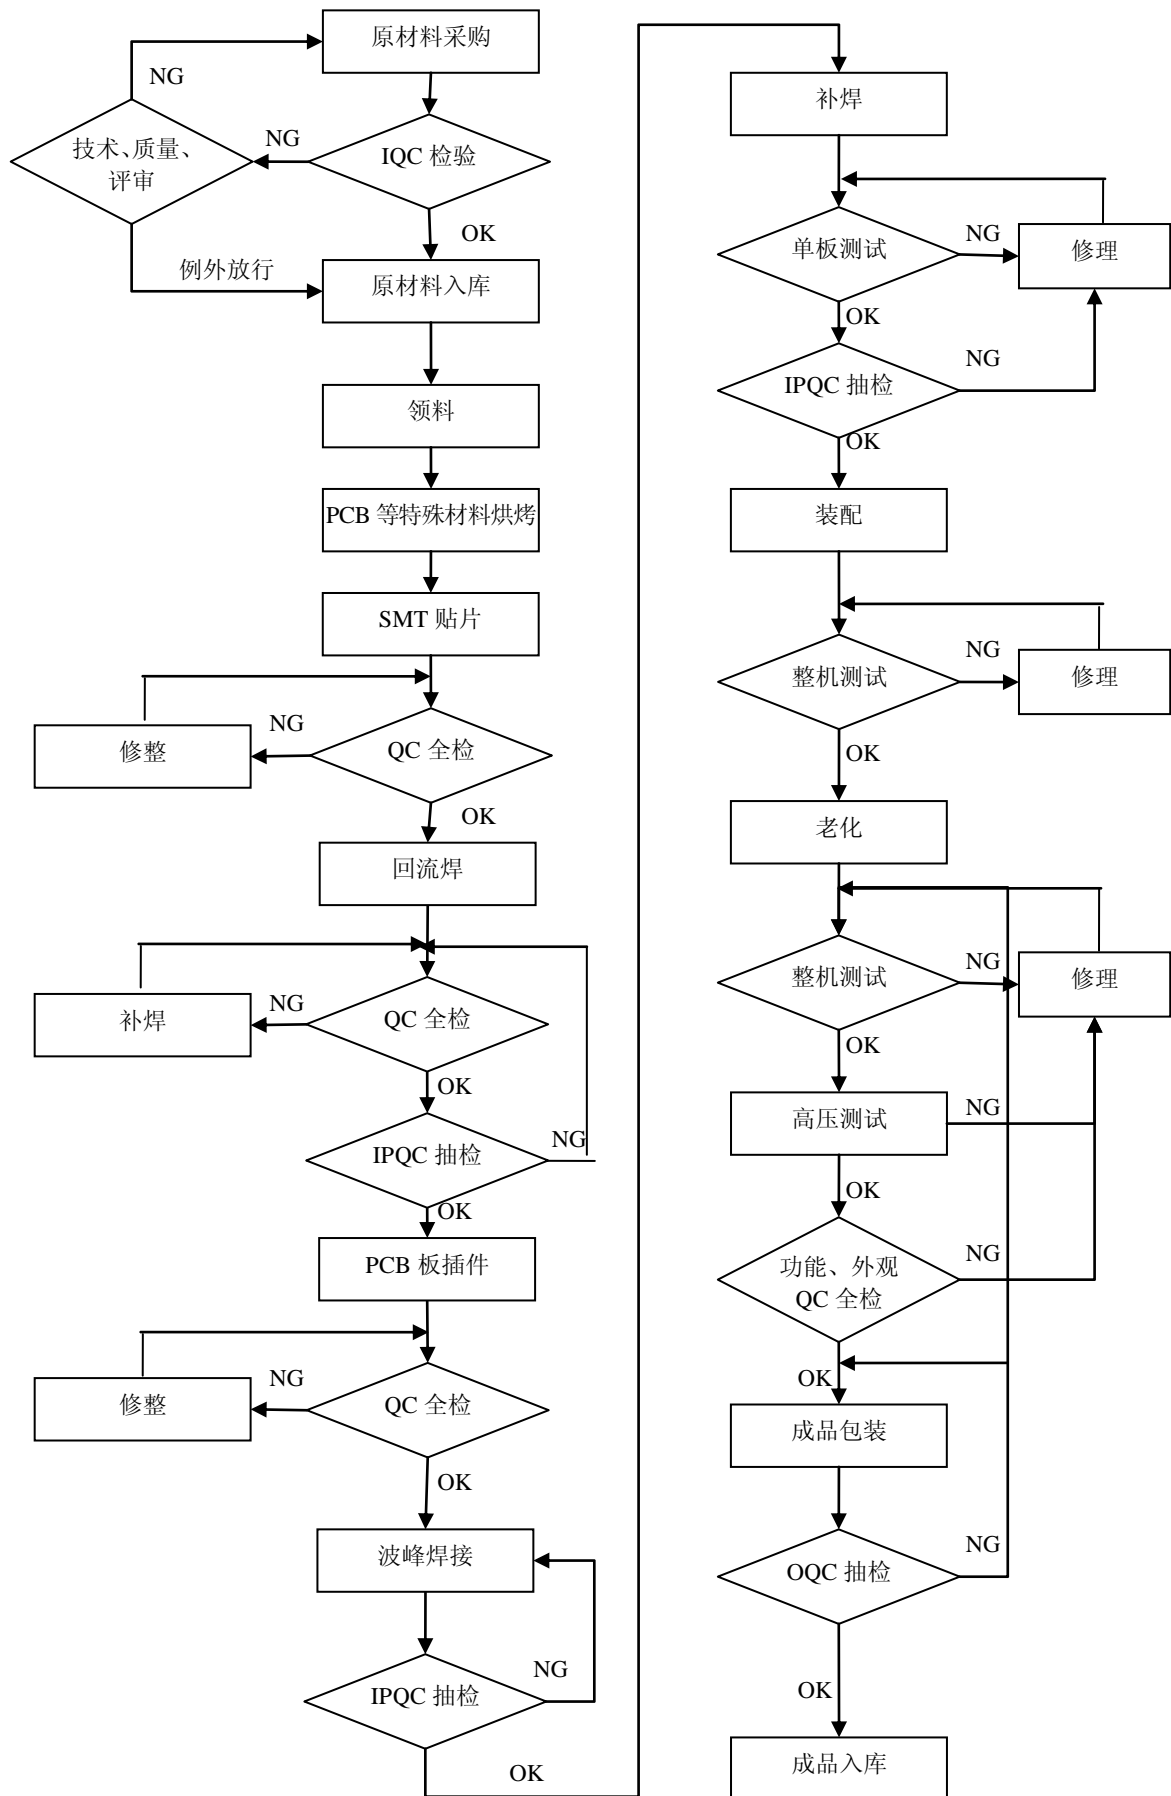 原材料采购
NG
技术、质量、
评审
NG
IQC 检验
OK
例外放行
原材料入库
领料
PCB 等特殊材料烘烤
SMT 贴片
修整
NG
QC 全检
OK
回流焊
补焊
NG
QC 全检
OK
IPQC 抽检
NG
OK
PCB 板插件
修整
NG
QC 全检
OK
波峰焊接
IPQC 抽检
NG
OK
补焊
单板测试
NG
修理
OK
IPQC 抽检
NG
OK
装配
整机测试
NG
修理
OK
老化
整机测试
NG
修理
OK
高压测试
NG
OK
功能、外观
QC 全检
NG
OK
成品包装
OQC 抽检
NG
OK
成品入库